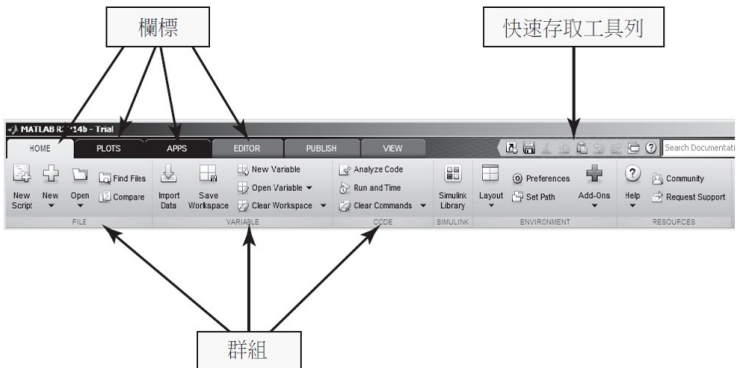 欄標
快速存取工具列
MATLAB R2014b - Trial
HOME PLOTS APPS EDITOR PUBLISH VIEW
Search Documentati
New Script
New
Open
Find Files
Compare
FILE
Import Data
Save Workspace
New Variable
Open Variable
Clear Workspace
VARIABLE
Analyze Code
Run and Time
Clear Commands
CODE
Simulink Library
SIMULINK
Layout
Preferences
Set Path
Add-Ons
ENVIRONMENT
Help
Community
Request Support
RESOURCES
群組